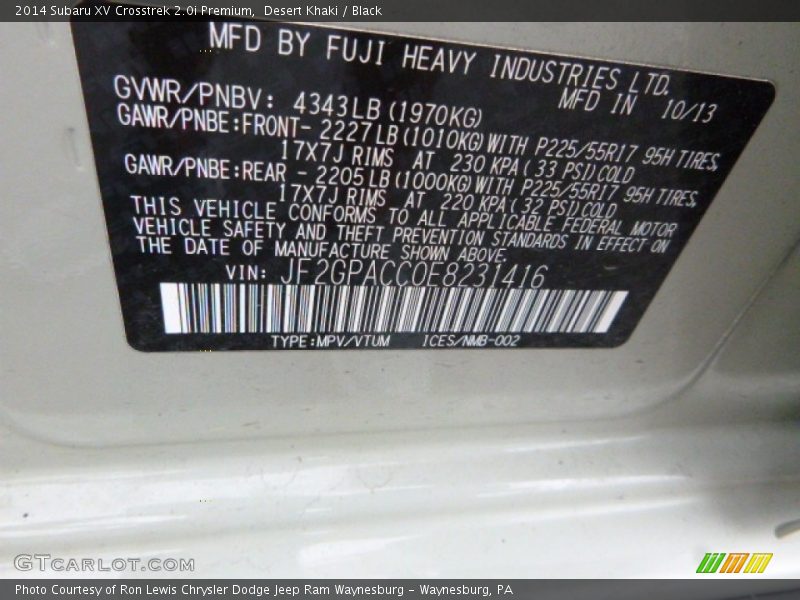 2014 Subaru XV Crosstrek 2.0i Premium,  Desert Khaki / Black
MFD BY FUJI HEAVY INDUSTRIES LTD.
MFD IN 10/13
GVWR/PNBV: 4343LB (1970KG)
GAWR/PNBE:FRONT- 2227LB (1010KG) WITH P225/55R17 95H TIRES,
17X7J RIMS AT 230 KPA ( 33 PSI) COLD
GAWR/PNBE:REAR - 2205LB (1000KG) WITH P225/55R17 95H TIRES,
17X7J RIMS AT 220 KPA ( 32 PSI) COLD
THIS VEHICLE CONFORMS TO ALL APPLICABLE FEDERAL MOTOR
VEHICLE SAFETY AND THEFT PREVENTION STANDARDS IN EFFECT ON
THE DATE OF MANUFACTURE SHOWN ABOVE.
VIN: JF2GPACC0E8231416
TYPE:MPV/VTUM ICES/NMB-002
GTCARLOT.COM
Photo Courtesy of Ron Lewis Chrysler Dodge Jeep Ram Waynesburg - Waynesburg, PA